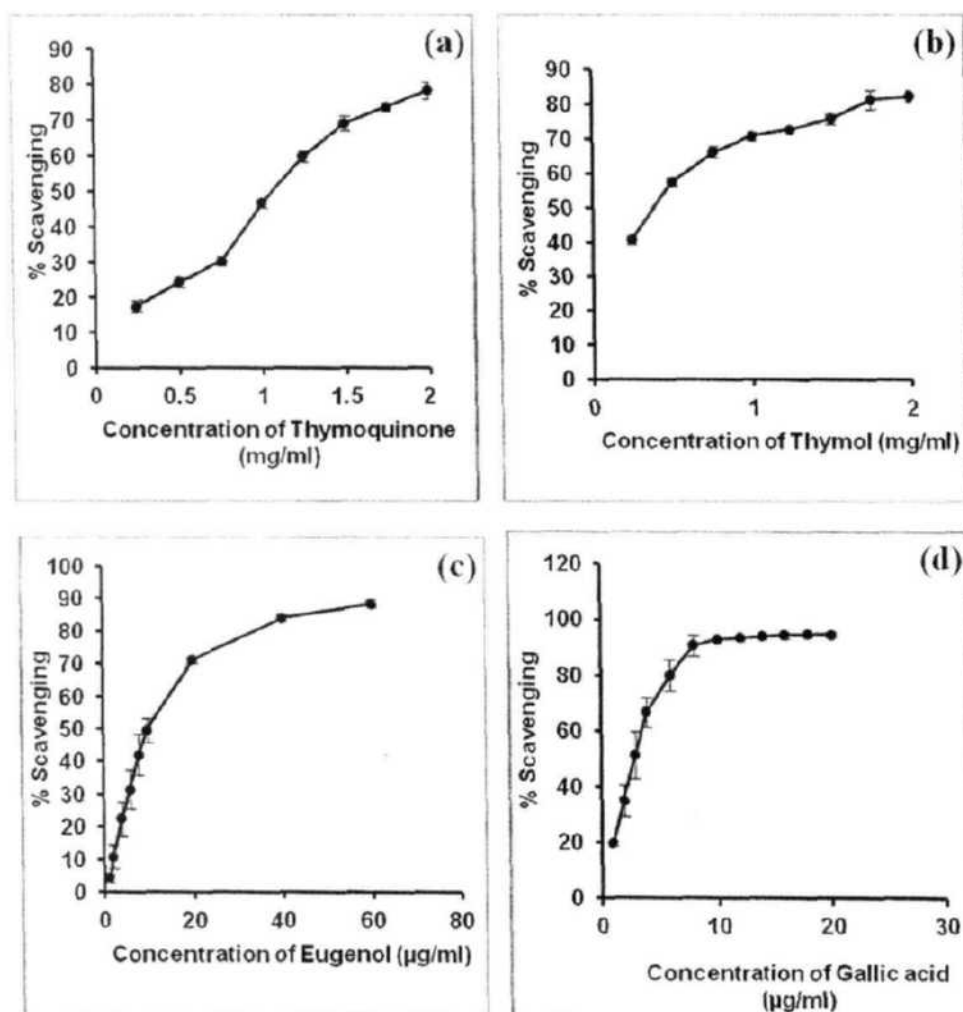 (a)
90
80
70
60
50
40
30
20
10
0
% Scavenging
0 0.5 1 1.5 2
Concentration of Thymoquinone
(mg/ml)
(b)
90
80
70
60
50
40
30
20
10
0
% Scavenging
0 1 2
Concentration of Thymol (mg/ml)
(c)
100
90
80
70
60
50
40
30
20
10
0
% Scavenging
0 20 40 60 80
Concentration of Eugenol (µg/ml)
(d)
120
100
80
60
40
20
0
% Scavenging
0 10 20 30
Concentration of Gallic acid
(µg/ml)